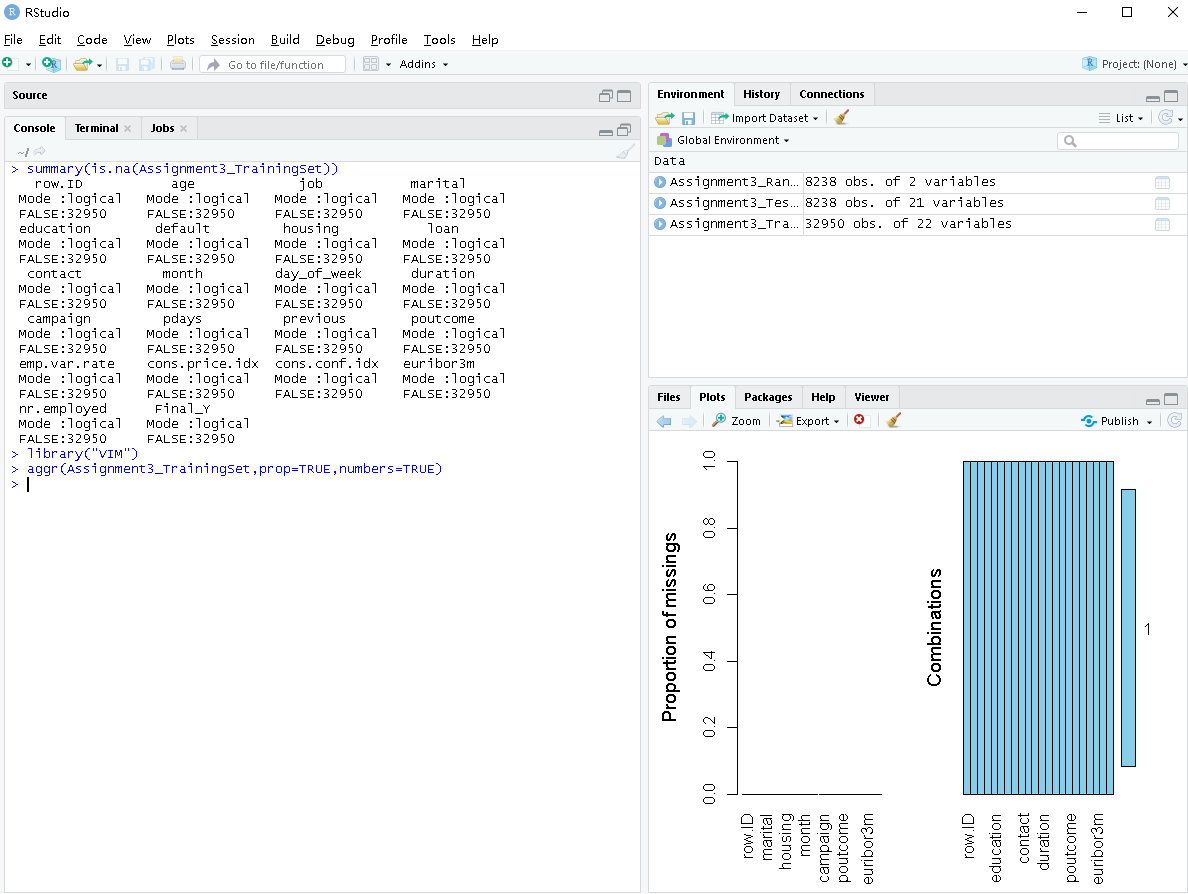 RStudio
File Edit Code View Plots Session Build Debug Profile Tools Help
Go to file/function Addins Project: (None)
Source
Console Terminal Jobs
~/
> summary(is.na(Assignment3_TrainingSet))
row.ID age job marital
Mode :logical Mode :logical Mode :logical Mode :logical
FALSE:32950 FALSE:32950 FALSE:32950 FALSE:32950
education default housing loan
Mode :logical Mode :logical Mode :logical Mode :logical
FALSE:32950 FALSE:32950 FALSE:32950 FALSE:32950
contact month day_of_week duration
Mode :logical Mode :logical Mode :logical Mode :logical
FALSE:32950 FALSE:32950 FALSE:32950 FALSE:32950
campaign pdays previous poutcome
Mode :logical Mode :logical Mode :logical Mode :logical
FALSE:32950 FALSE:32950 FALSE:32950 FALSE:32950
emp.var.rate cons.price.idx cons.conf.idx euribor3m
Mode :logical Mode :logical Mode :logical Mode :logical
FALSE:32950 FALSE:32950 FALSE:32950 FALSE:32950
nr.employed Final_Y
Mode :logical Mode :logical
FALSE:32950 FALSE:32950
> library("VIM")
> aggr(Assignment3_TrainingSet,prop=TRUE,numbers=TRUE)
>
Environment History Connections
Import Dataset List
Global Environment
Data
Assignment3_Ran... 8238 obs. of 2 variables
Assignment3_Tes... 8238 obs. of 21 variables
Assignment3_Tra... 32950 obs. of 22 variables
Files Plots Packages Help Viewer
Zoom Export Publish
Proportion of missings
1.0
0.8
0.6
0.4
0.2
0.0
row.ID
marital
housing
month
campaign
poutcome
euribor3m
Combinations
1
row.ID
education
contact
duration
poutcome
euribor3m